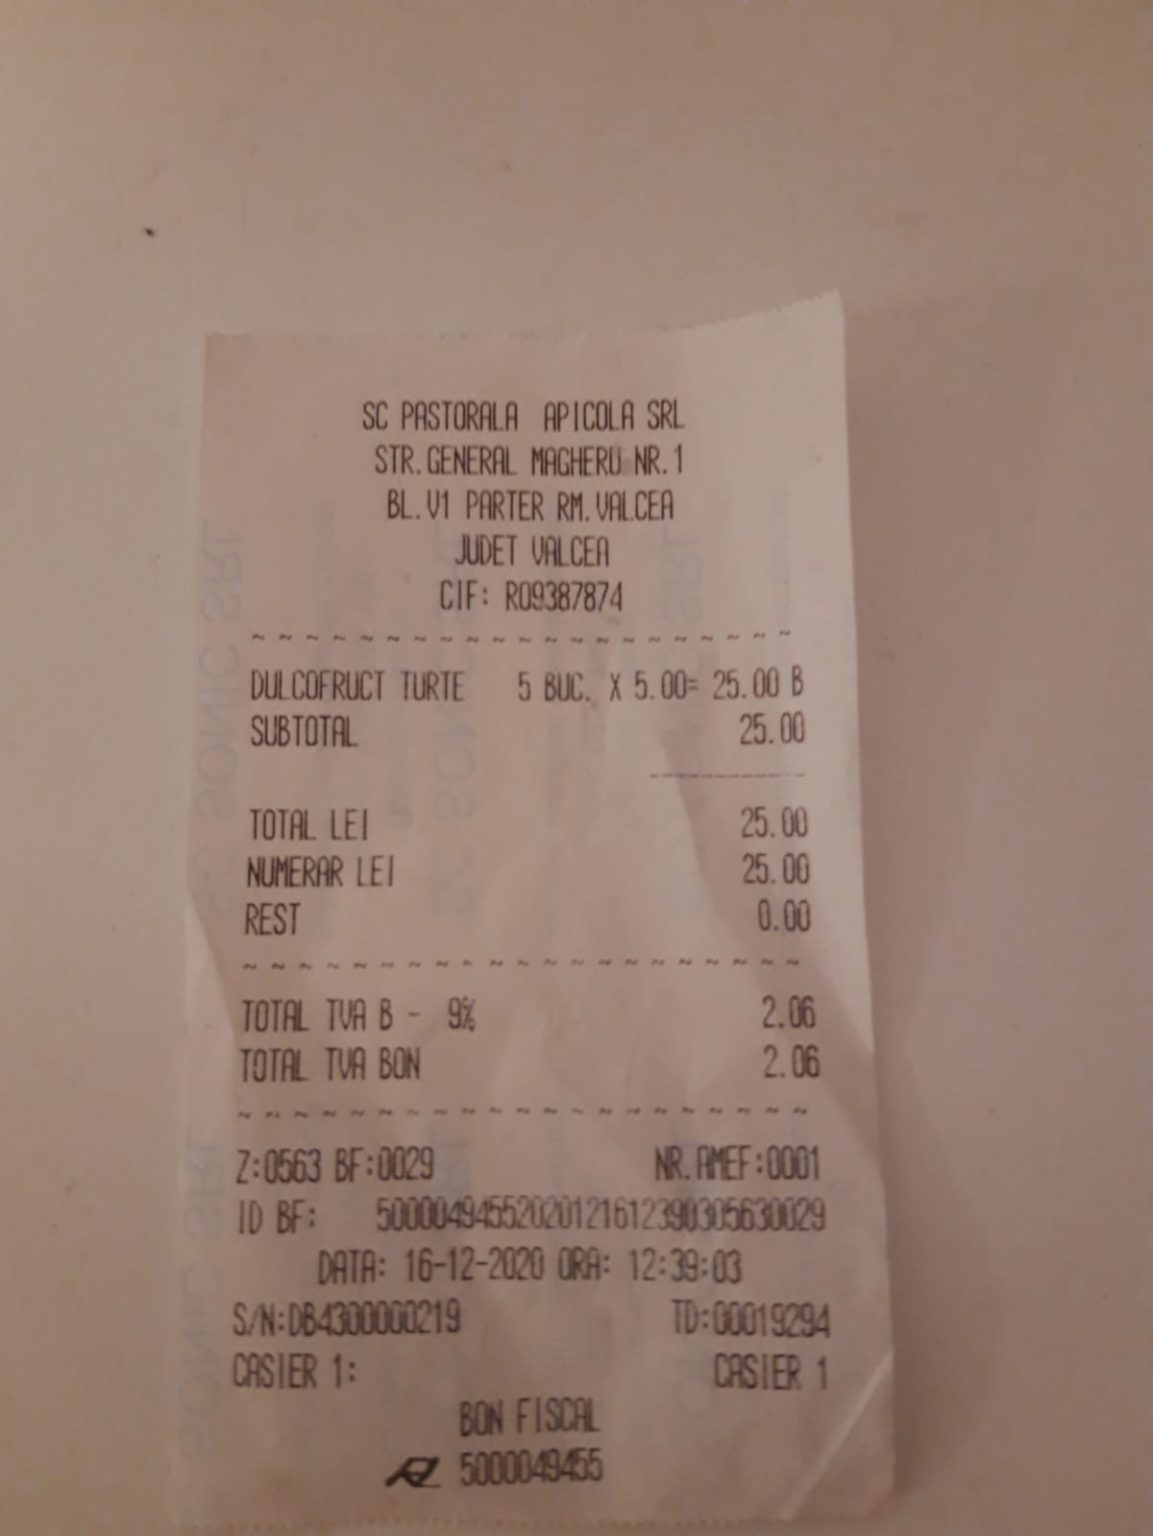 SC PASTORALA APICOLA SRL
STR.GENERAL MAGHERU NR.1
BL.V1 PARTER RM.VALCEA
JUDET VALCEA
CIF: RO9387874
DULCOFRUCT TURTE 5 BUC. X 5.00= 25.00 B
SUBTOTAL 25.00
TOTAL LEI 25.00
NUMERAR LEI 25.00
REST 0.00
TOTAL TVA B - 9% 2.06
TOTAL TVA BON 2.06
Z:0563 BF:0029 NR.AMEF:0001
ID BF: 50000494552020121612390305630029
DATA: 16-12-2020 ORA: 12:39:03
S/N:DB4300000219 TD:00019294
CASIER 1: CASIER 1
BON FISCAL
5000049455